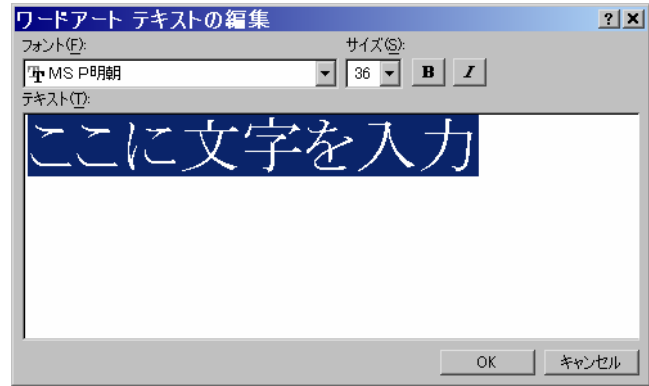 ワードアート テキストの編集 ? ×
フォント(F): サイズ(S):
MS P明朝 36 B I
テキスト(T):
ここに文字を入力
OK キャンセル